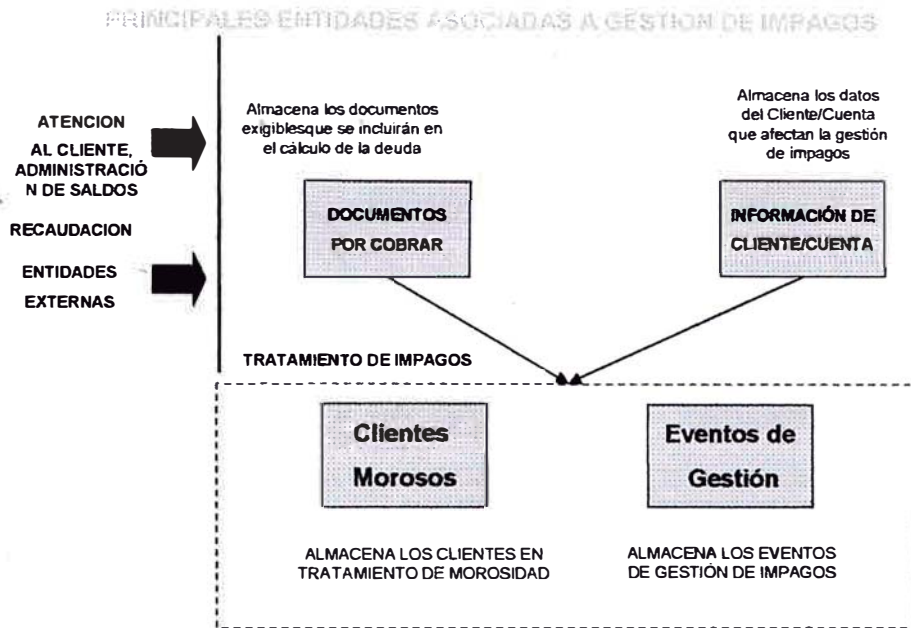 PRINCIPALES ENTIDADES ASOCIADAS A GESTION DE IMPAGOS
ATENCION
AL CLIENTE,
ADMINISTRACIÓ
N DE SALDOS
RECAUDACION
ENTIDADES
EXTERNAS
Almacena los documentos
exigiblesque se incluirán en
el cálculo de la deuda
DOCUMENTOS
POR COBRAR
Almacena los datos
del Cliente/Cuenta
que afectan la gestión
de impagos
INFORMACIÓN DE
CLIENTE/CUENTA
TRATAMIENTO DE IMPAGOS
Clientes
Morosos
ALMACENA LOS CLIENTES EN
TRATAMIENTO DE MOROSIDAD
Eventos de
Gestión
ALMACENA LOS EVENTOS
DE GESTIÓN DE IMPAGOS